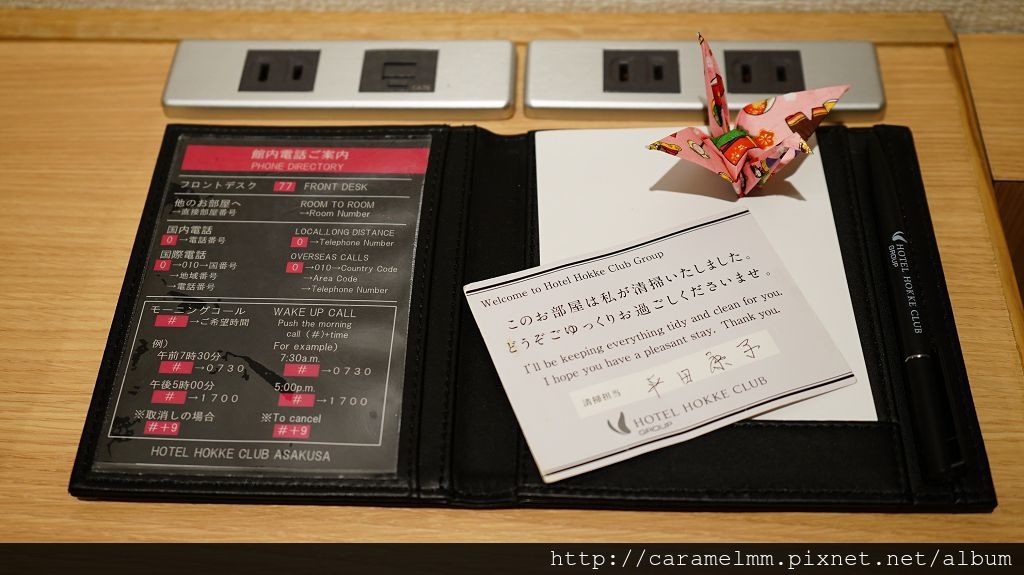 館内電話ご案内
PHONE DIRECTORY
フロントデスク 77 FRONT DESK
他のお部屋へ
→直接部屋番号
ROOM TO ROOM
→Room Number
国内電話
0→電話番号
LOCAL,LONG DISTANCE
0→Telephone Number
国際電話
0→010→国番号
→地域番号
→電話番号
OVERSEAS CALLS
0→010→Country Code
→Area Code
→Telephone Number
モーニングコール
#→ご希望時間
WAKE UP CALL
Push the morning
call（#）+time
例）
午前7時30分
#→0730
午後5時00分
#→1700
For example）
7:30a.m.
#→0730
5:00p.m.
#→1700
※取消しの場合
#+9
※To cancel
#+9
HOTEL HOKKE CLUB ASAKUSA
Welcome to Hotel Hokke Club Group
このお部屋は私が清掃いたしました。
どうぞごゆっくりお過ごしくださいませ。
I'll be keeping everything tidy and clean for you.
I hope you have a pleasant stay. Thank you.
清掃担当 平田
HOTEL HOKKE CLUB
GROUP
HOTEL HOKKE CLUB
GROUP
http://caramelmm.pixnet.net/album